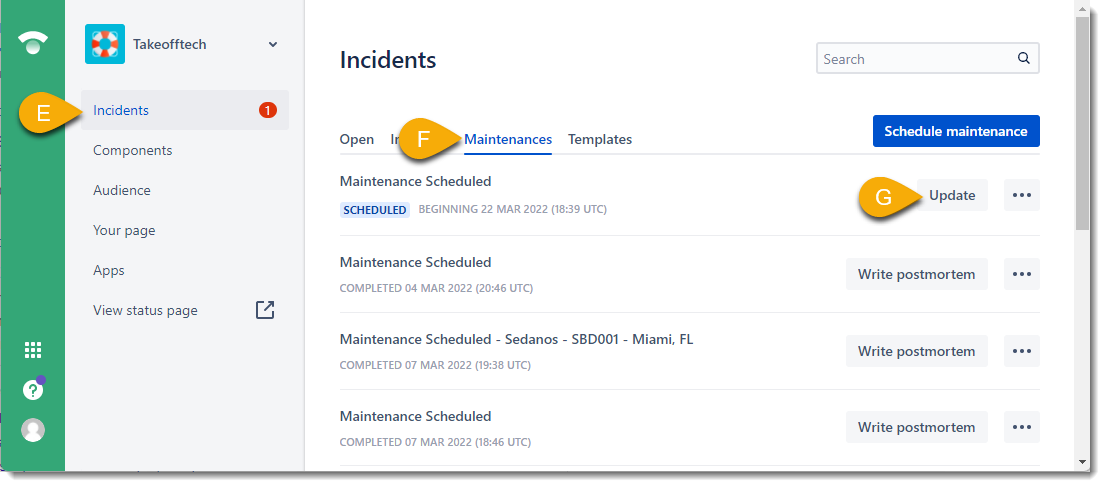 Takeofftech
E
Incidents
1
Components
Audience
Your page
Apps
View status page
Incidents
Search
Schedule maintenance
Open
F
Maintenances
Templates
Maintenance Scheduled
SCHEDULED BEGINNING 22 MAR 2022 (18:39 UTC)
G
Update
Maintenance Scheduled
COMPLETED 04 MAR 2022 (20:46 UTC)
Write postmortem
Maintenance Scheduled - Sedanos - SBD001 - Miami, FL
COMPLETED 07 MAR 2022 (19:38 UTC)
Write postmortem
Maintenance Scheduled
COMPLETED 07 MAR 2022 (18:46 UTC)
Write postmortem